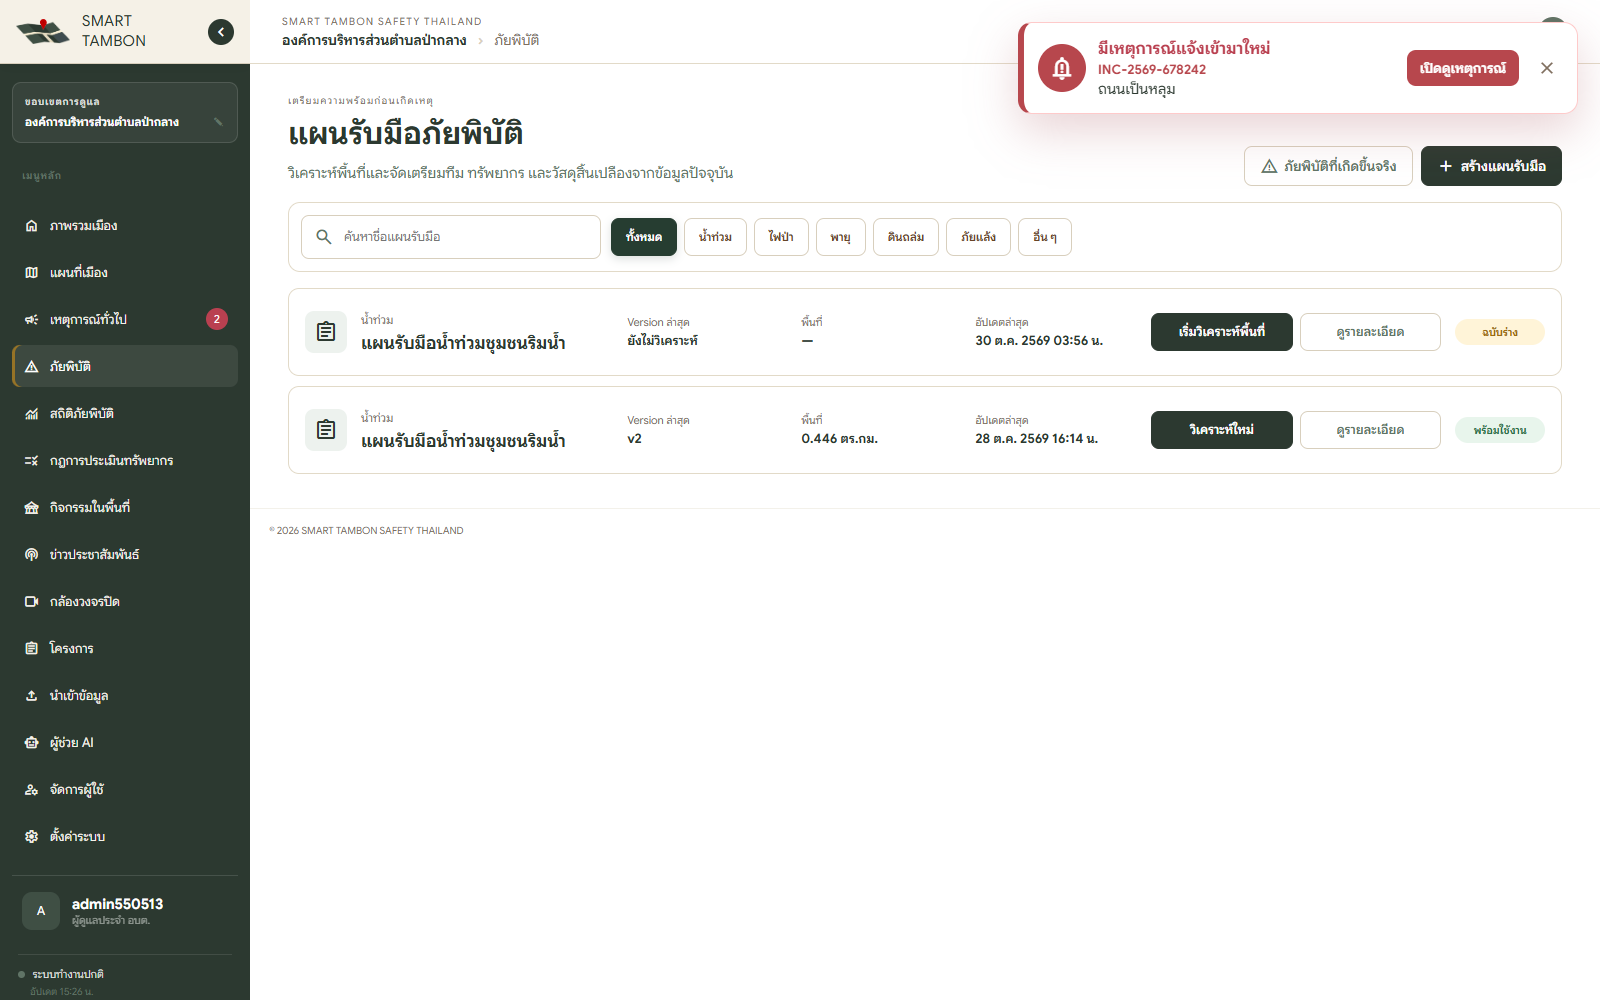 SMART
TAMBON
ขอบเขตการดูแล
องค์การบริหารส่วนตำบลป่ากลาง
เมนูหลัก
ภาพรวมเมือง
แผนที่เมือง
เหตุการณ์ทั่วไป
2
ภัยพิบัติ
สถิติภัยพิบัติ
กฎการประเมินทรัพยากร
กิจกรรมในพื้นที่
ข่าวประชาสัมพันธ์
กล้องวงจรปิด
โครงการ
นำเข้าข้อมูล
ผู้ช่วย AI
จัดการผู้ใช้
ตั้งค่าระบบ
A
admin550513
ผู้ดูแลประจำ อบต.
ระบบทำงานปกติ
อัปเดต 15:26 น.
SMART TAMBON SAFETY THAILAND
องค์การบริหารส่วนตำบลป่ากลาง › ภัยพิบัติ
มีเหตุการณ์แจ้งเข้ามาใหม่
INC-2569-678242
ถนนเป็นหลุม
เปิดดูเหตุการณ์
เตรียมความพร้อมก่อนเกิดเหตุ
แผนรับมือภัยพิบัติ
วิเคราะห์พื้นที่และจัดเตรียมทีม ทรัพยากร และวัสดุสิ้นเปลืองจากข้อมูลปัจจุบัน
ภัยพิบัติที่เกิดขึ้นจริง
+ สร้างแผนรับมือ
ค้นหาชื่อแผนรับมือ
ทั้งหมด น้ำท่วม ไฟป่า พายุ ดินถล่ม ภัยแล้ง อื่น ๆ
น้ำท่วม
แผนรับมือน้ำท่วมชุมชนริมน้ำ
Version ล่าสุด
ยังไม่วิเคราะห์
พื้นที่
—
อัปเดตล่าสุด
30 ต.ค. 2569 03:56 น.
เริ่มวิเคราะห์พื้นที่
ดูรายละเอียด
ฉบับร่าง
น้ำท่วม
แผนรับมือน้ำท่วมชุมชนริมน้ำ
Version ล่าสุด
v2
พื้นที่
0.446 ตร.กม.
อัปเดตล่าสุด
28 ต.ค. 2569 16:14 น.
วิเคราะห์ใหม่
ดูรายละเอียด
พร้อมใช้งาน
© 2026 SMART TAMBON SAFETY THAILAND